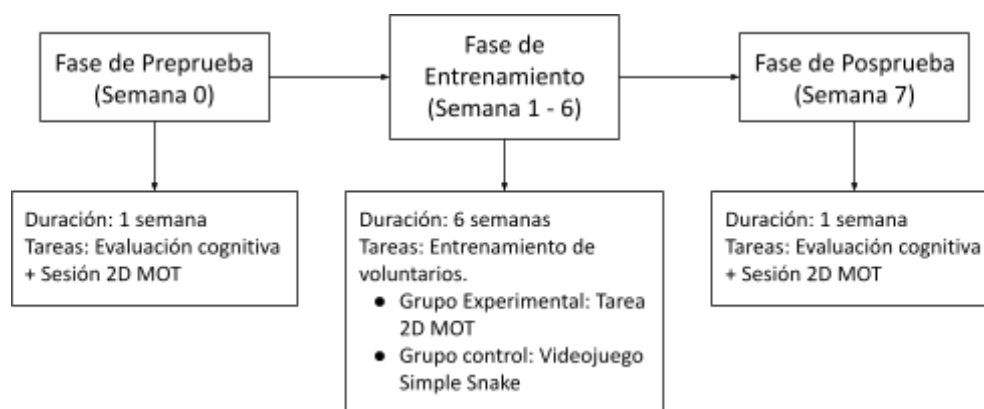 Fase de Preprueba
(Semana 0)
Fase de
Entrenamiento
(Semana 1 - 6)
Fase de Posprueba
(Semana 7)
Duración: 1 semana
Tareas: Evaluación cognitiva
+ Sesión 2D MOT
Duración: 6 semanas
Tareas: Entrenamiento de
voluntarios.
● Grupo Experimental: Tarea
2D MOT
● Grupo control: Videojuego
Simple Snake
Duración: 1 semana
Tareas: Evaluación cognitiva
+ Sesión 2D MOT